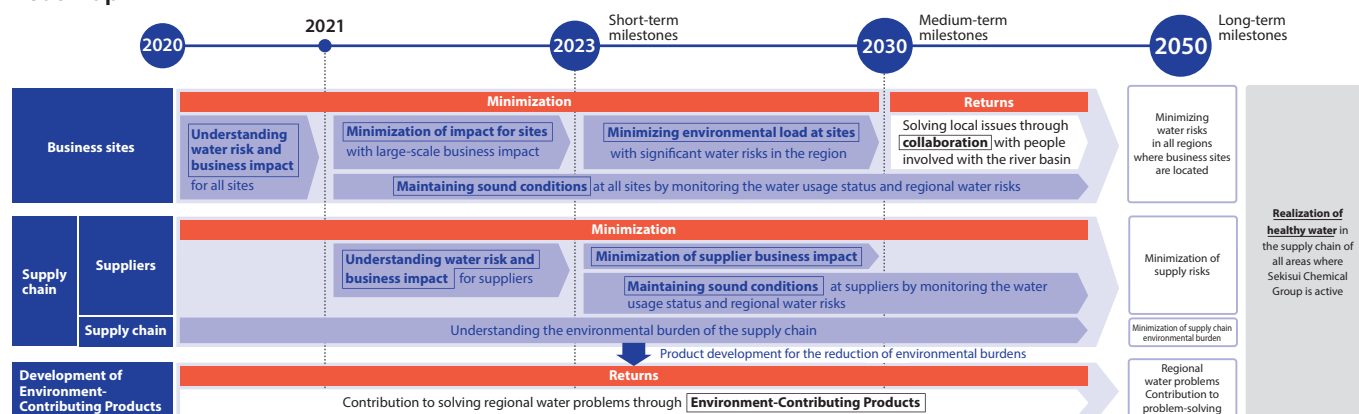 2020
2021
2023
Short-term
milestones
2030
Medium-term
milestones
2050
Long-term
milestones
Business sites
Minimization
Returns
Understanding
water risk and
business impact
for all sites
Minimization of impact for sites
with large-scale business impact
Minimizing environmental load at sites
with significant water risks in the region
Solving local issues through
collaboration with people
involved with the river basin
Maintaining sound conditions at all sites by monitoring the water usage status and regional water risks
Minimizing
water risks
in all regions
where business sites
are located
Supply
chain
Suppliers
Minimization
Understanding water risk and
business impact for suppliers
Minimization of supplier business impact
Maintaining sound conditions at suppliers by monitoring the water
usage status and regional water risks
Minimization of
supply risks
Supply chain
Understanding the environmental burden of the supply chain
Minimization of supply chain
environmental burden
Product development for the reduction of environmental burdens
Development of
Environment-
Contributing Products
Returns
Contribution to solving regional water problems through Environment-Contributing Products
Regional
water problems
Contribution to
problem-solving
Realization of
healthy water in
the supply chain of
all areas where
Sekisui Chemical
Group is active